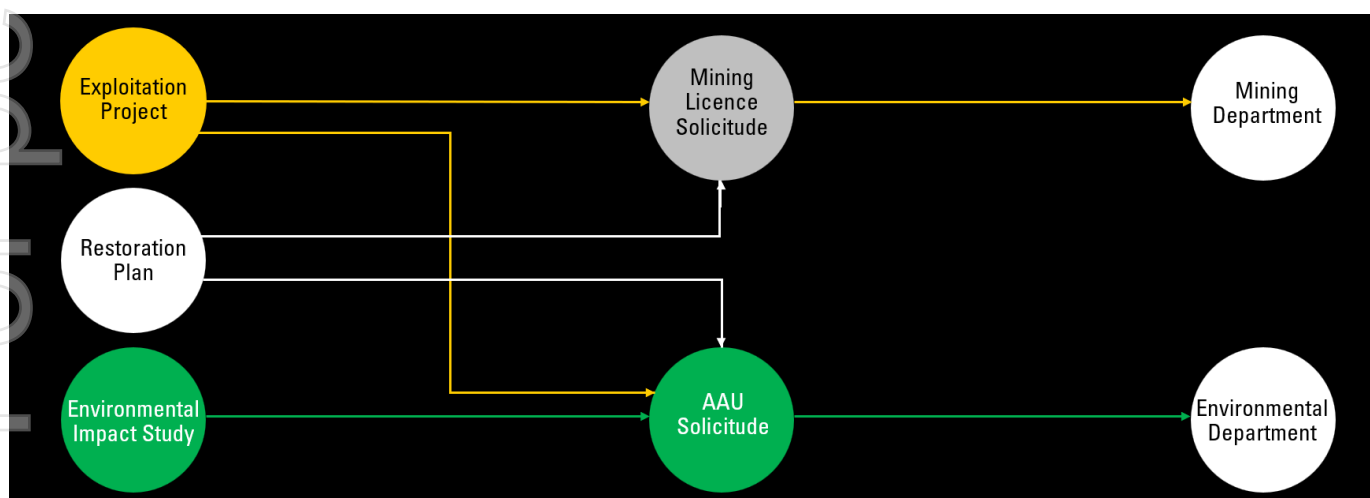 Exploitation
Project
Mining
Licence
Solicitude
Mining
Department
Restoration
Plan
Environmental
Impact Study
AAU
Solicitude
Environmental
Department